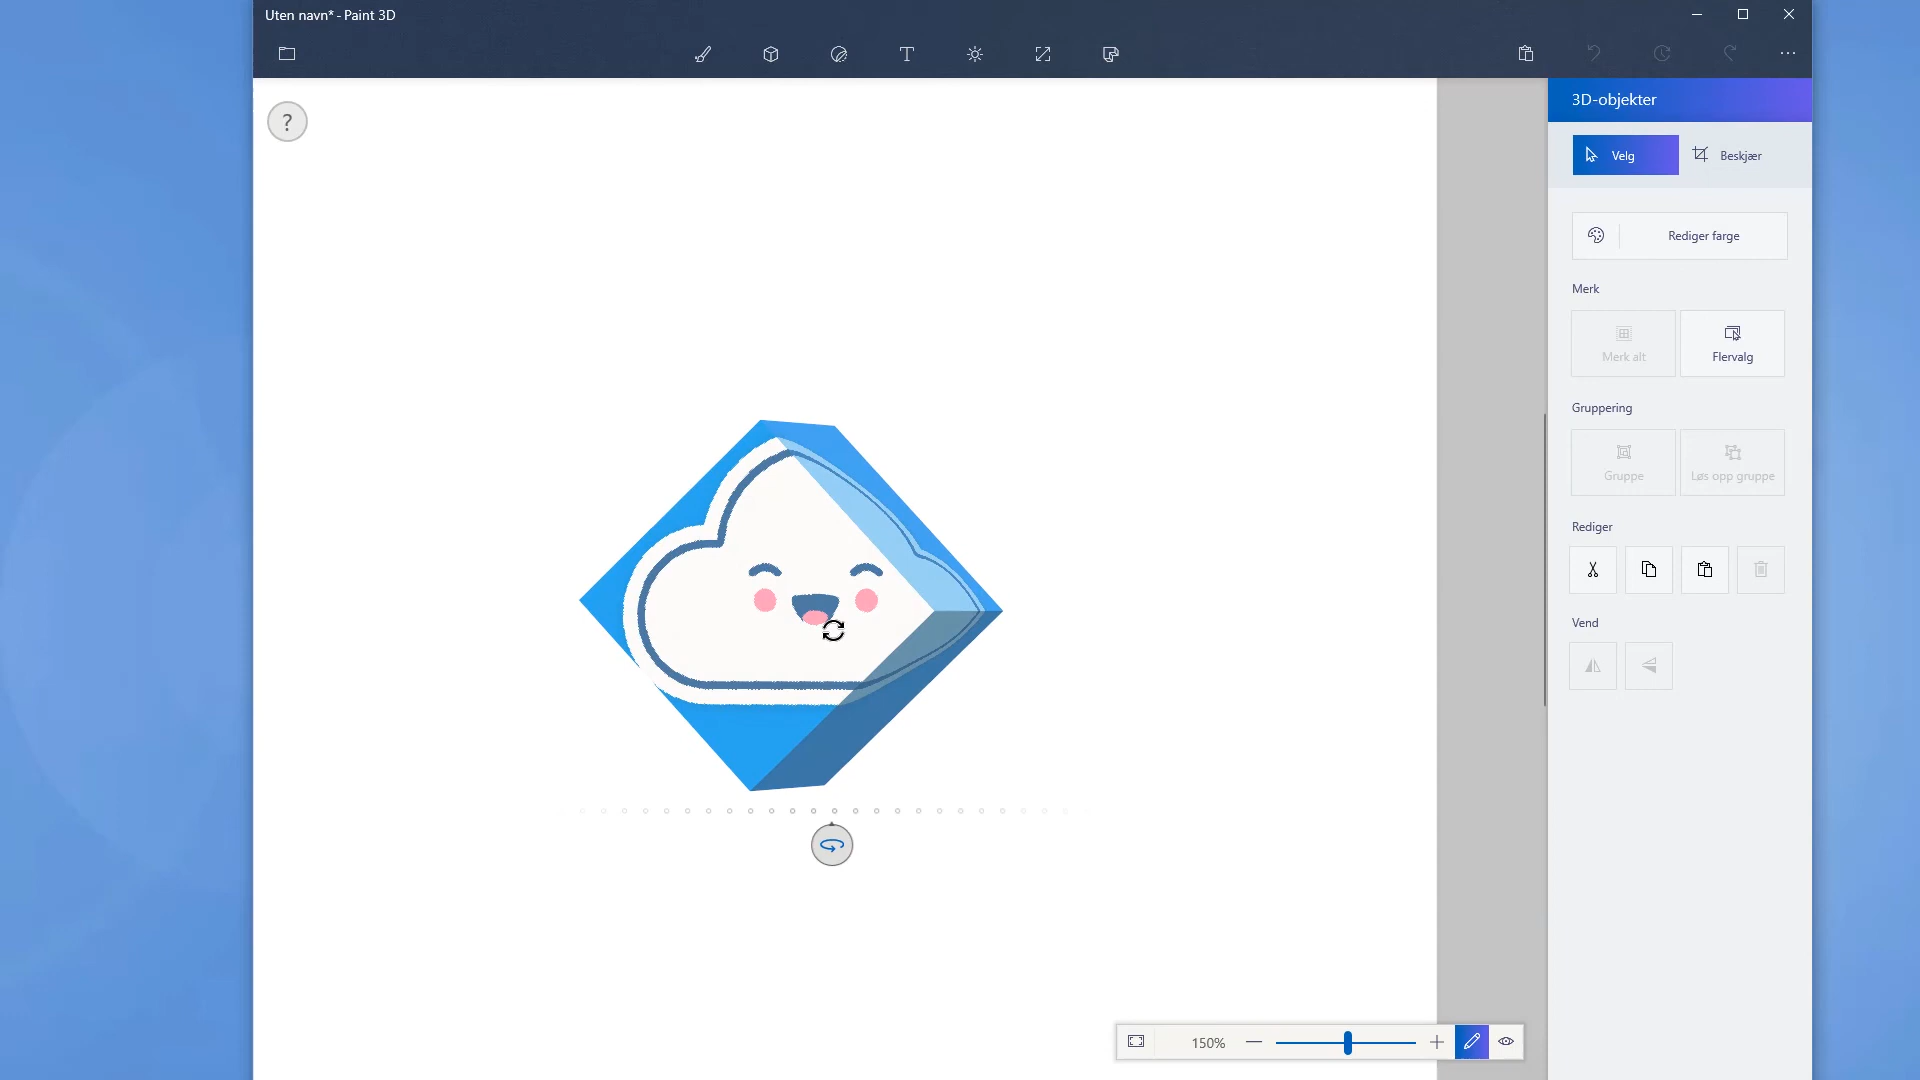 Uten navn* - Paint 3D
?
3D-objekter
Velg
Beskjær
Rediger farge
Merk
Merk alt
Flervalg
Gruppering
Gruppe
Løs opp gruppe
Rediger
Vend
150%